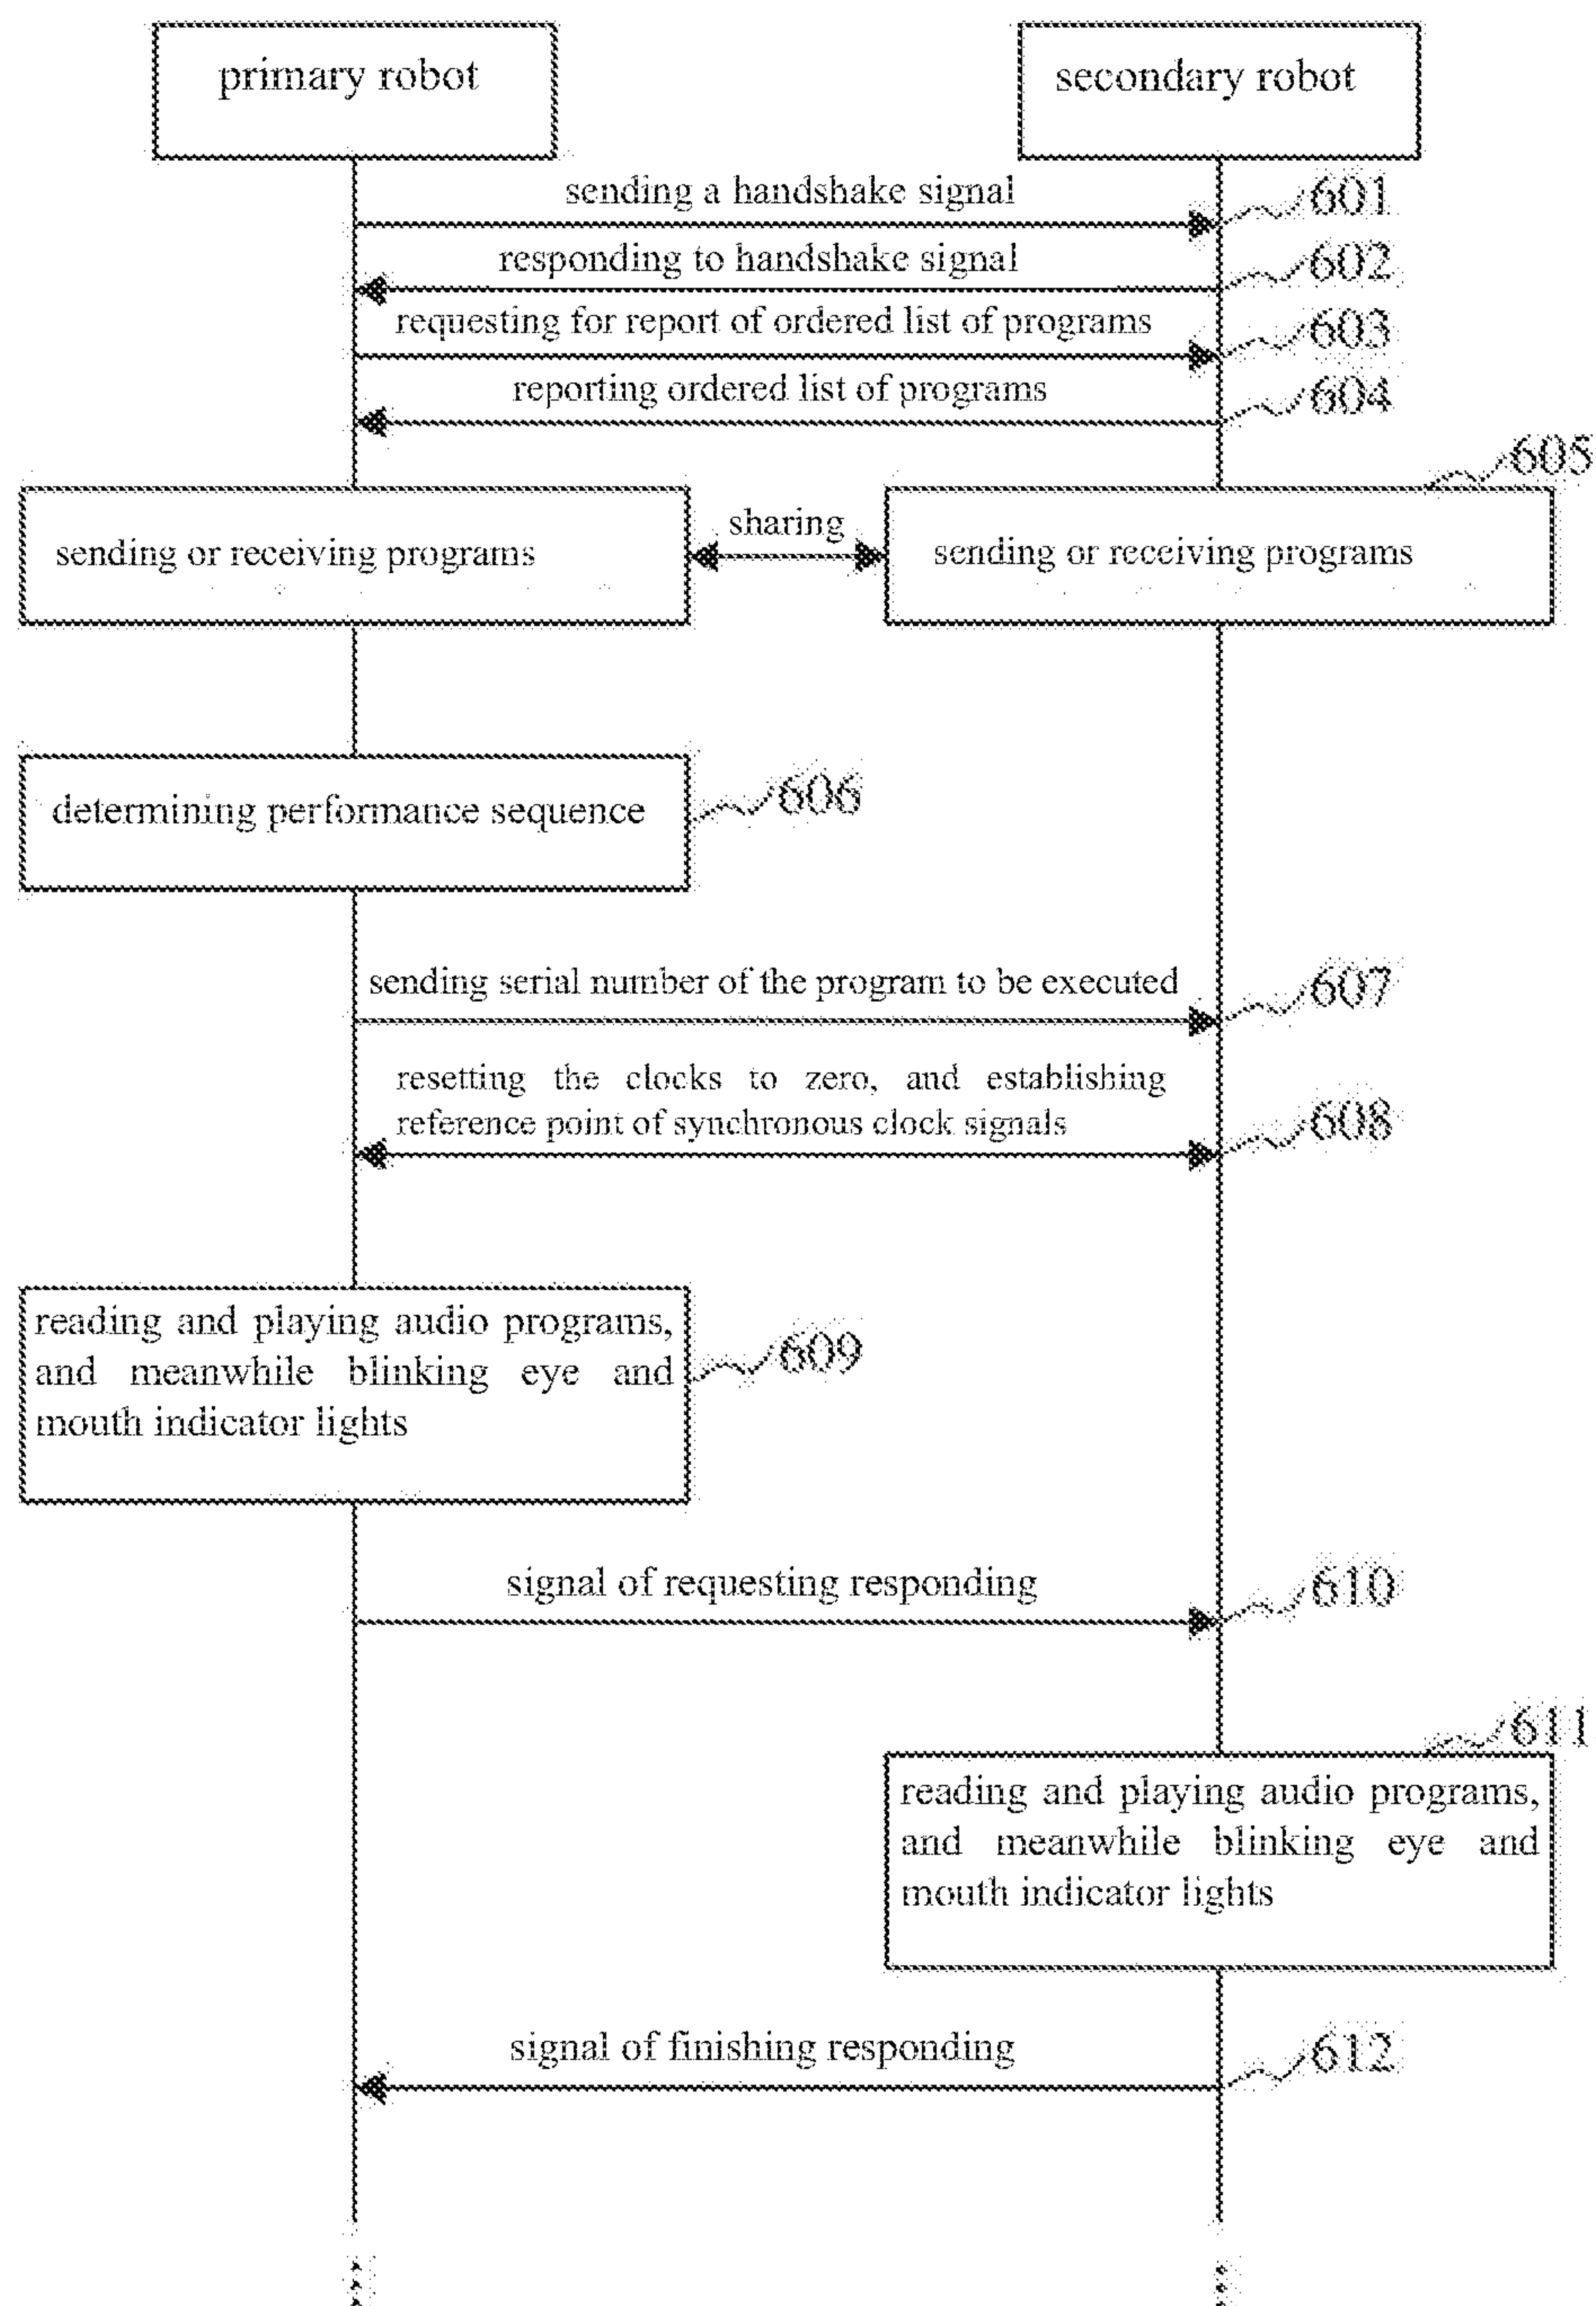 primary robot
secondary robot
sending a handshake signal
601
responding to handshake signal
602
requesting for report of ordered list of programs
603
reporting ordered list of programs
604
605
sending or receiving programs
sharing
sending or receiving programs
determining performance sequence
606
sending serial number of the program to be executed
607
resetting the clocks to zero, and establishing
reference point of synchronous clock signals
608
reading and playing audio programs,
and meanwhile blinking eye and
mouth indicator lights
609
signal of requesting responding
610
611
reading and playing audio programs,
and meanwhile blinking eye and
mouth indicator lights
signal of finishing responding
612